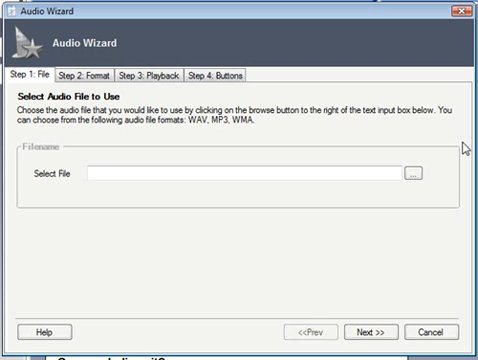 Audio Wizard
Audio Wizard
Step 1: File Step 2: Format Step 3: Playback Step 4: Buttons
Select Audio File to Use
Choose the audio file that you would like to use by clicking on the browse button to the right of the text input box below. You
can choose from the following audio file formats: WAV, MP3, WMA.
Filename
Select File ...
Help <<Prev Next >> Cancel